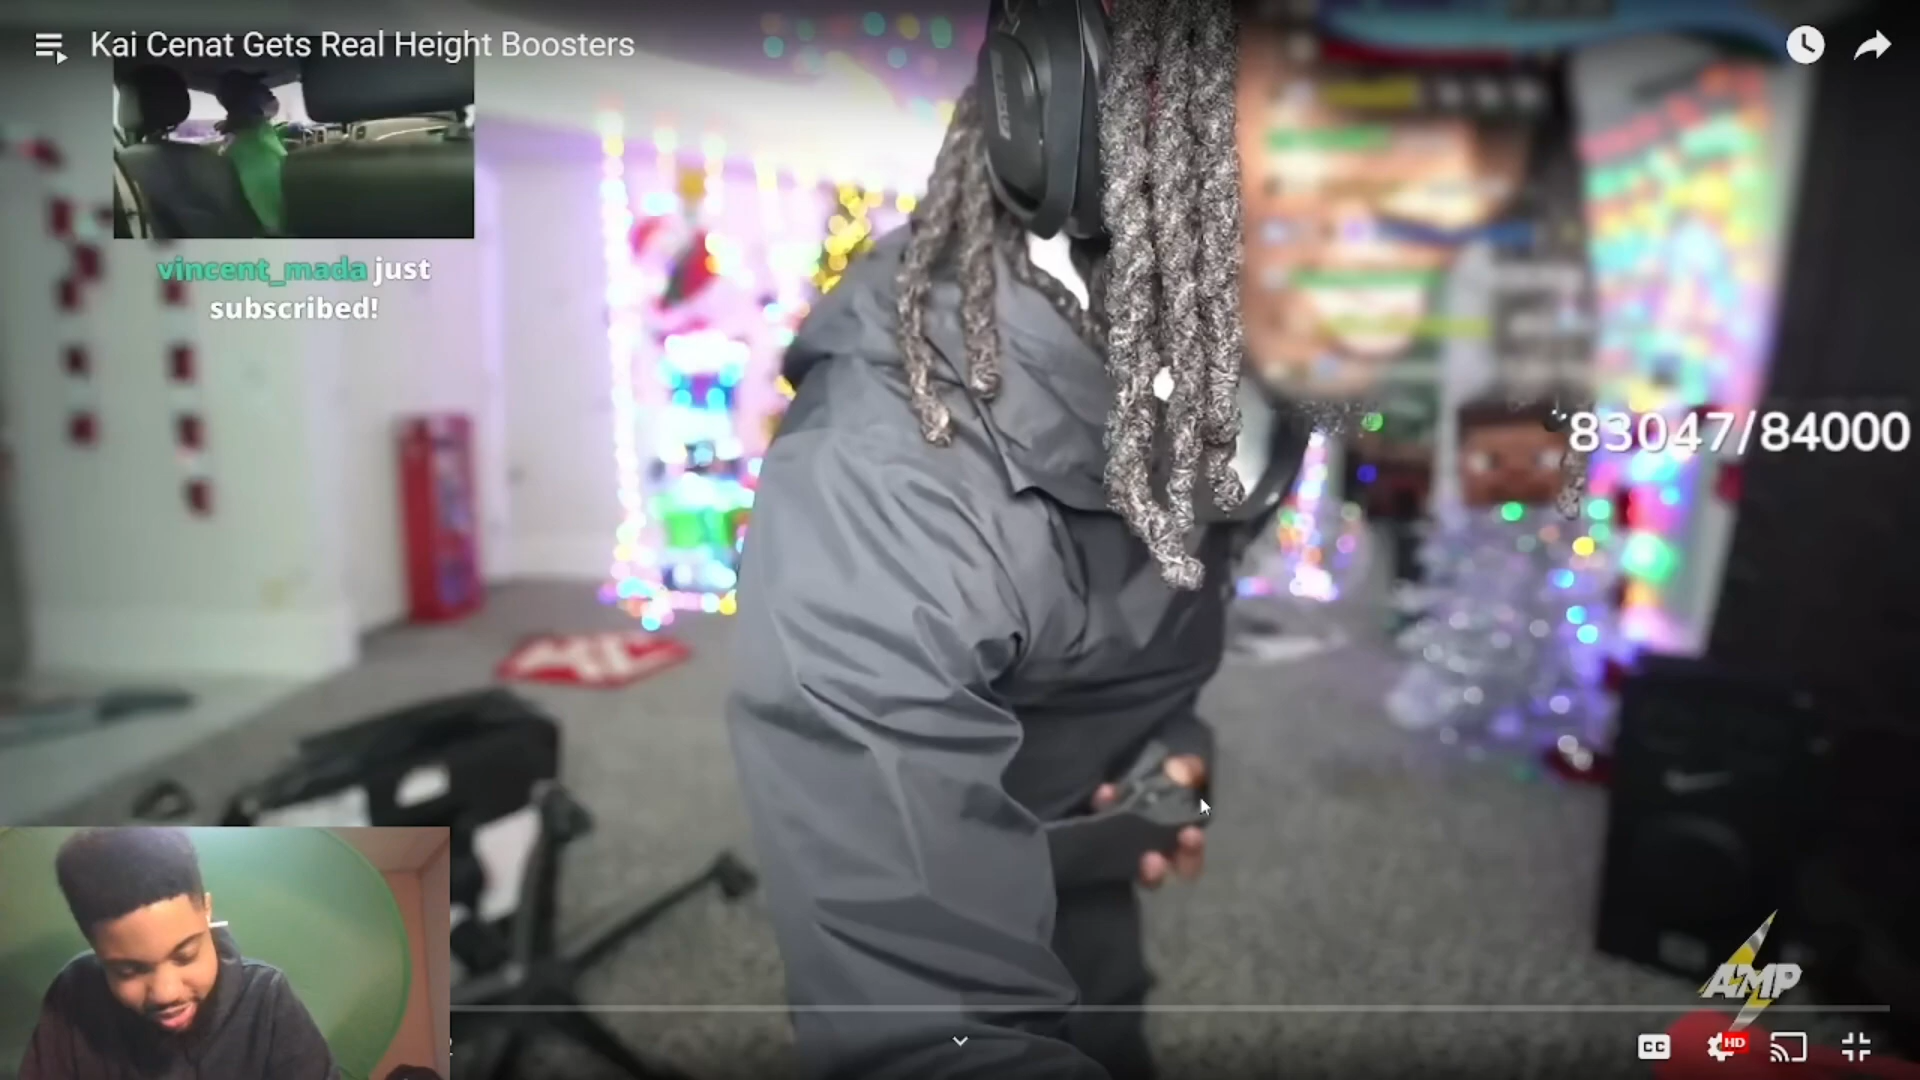 Kai Cenat Gets Real Height Boosters
vincent_mada just
subscribed!
83047/84000
AMP
CC
HD